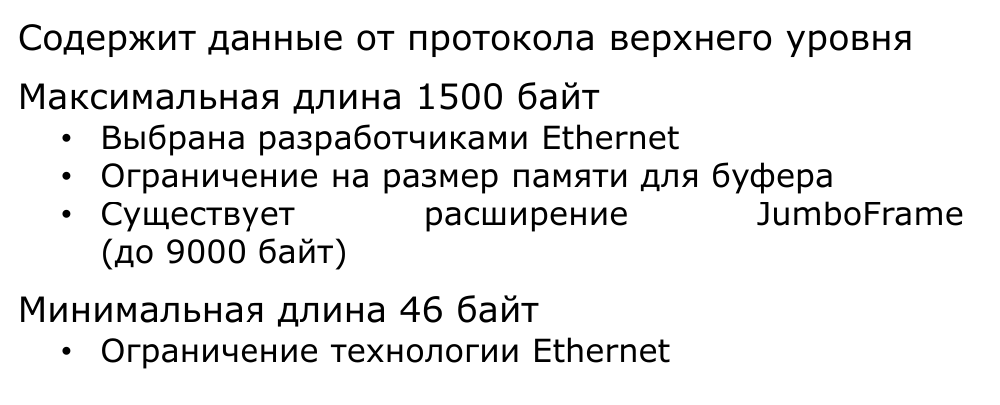 Содержит данные от протокола верхнего уровня
Максимальная длина 1500 байт
• Выбрана разработчиками Ethernet
• Ограничение на размер памяти для буфера
• Существует расширение JumboFrame
(до 9000 байт)
Минимальная длина 46 байт
• Ограничение технологии Ethernet